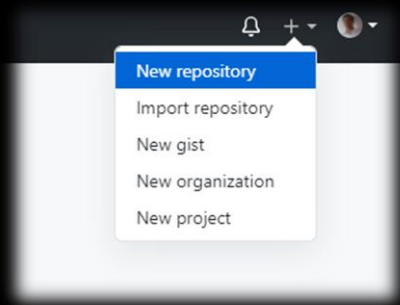 New repository
Import repository
New gist
New organization
New project